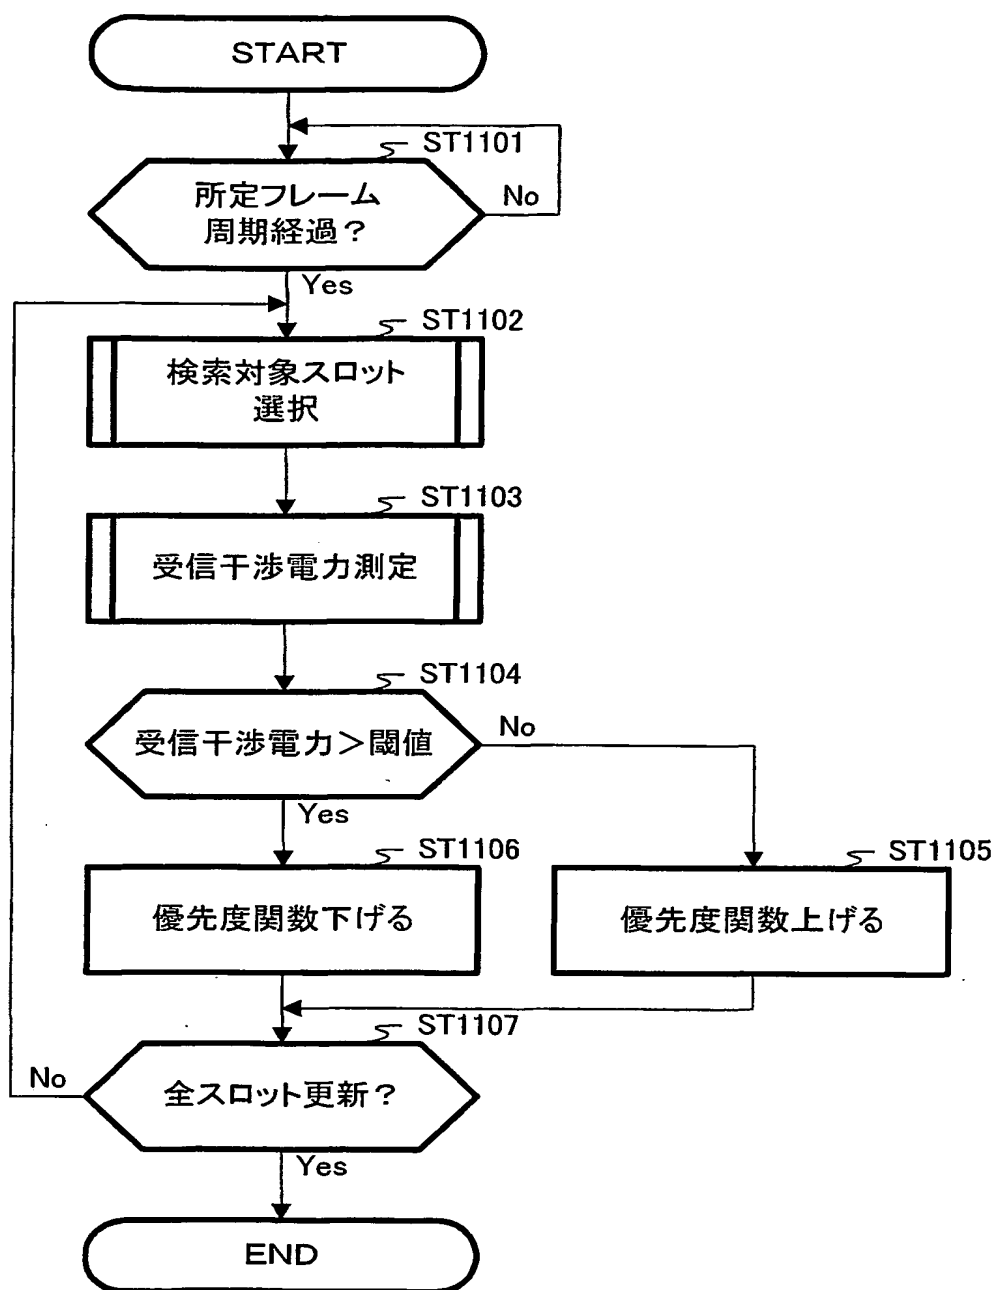 START
ST1101
所定フレーム
周期経過?
No
Yes
ST1102
検索対象スロット
選択
ST1103
受信干渉電力測定
ST1104
受信干渉電力>閾値
No
Yes
ST1106
優先度関数下げる
ST1105
優先度関数上げる
ST1107
全スロット更新?
No
Yes
END